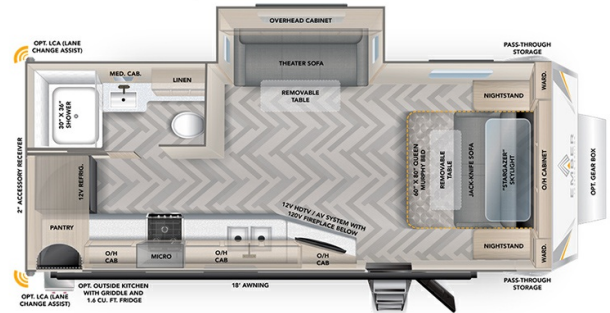 OVERHEAD CABINET
OPT. LCA (LANE
CHANGE ASSIST)
PASS-THROUGH
STORAGE
THEATER SOFA
MED. CAB.
LINEN
WARD.
NIGHTSTAND
REMOVABLE
TABLE
30" X 36"
SHOWER
2" ACCESSORY RECEIVER
12V REFRIG.
60" X 80" QUEEN
MURPHY BED
REMOVABLE
TABLE
JACK-KNIFE SOFA
"STARGAZER"
SKYLIGHT
O/H CABINET
EMBER
OPT. GEAR BOX
12V HDTV / AV SYSTEM WITH
120V FIREPLACE BELOW
PANTRY
O/H
CAB
MICRO
O/H
CAB
O/H
CAB
NIGHTSTAND
WARD.
OPT. LCA (LANE
CHANGE ASSIST)
OPT. OUTSIDE KITCHEN
WITH GRIDDLE AND
1.6 CU. FT. FRIDGE
18' AWNING
PASS-THROUGH
STORAGE